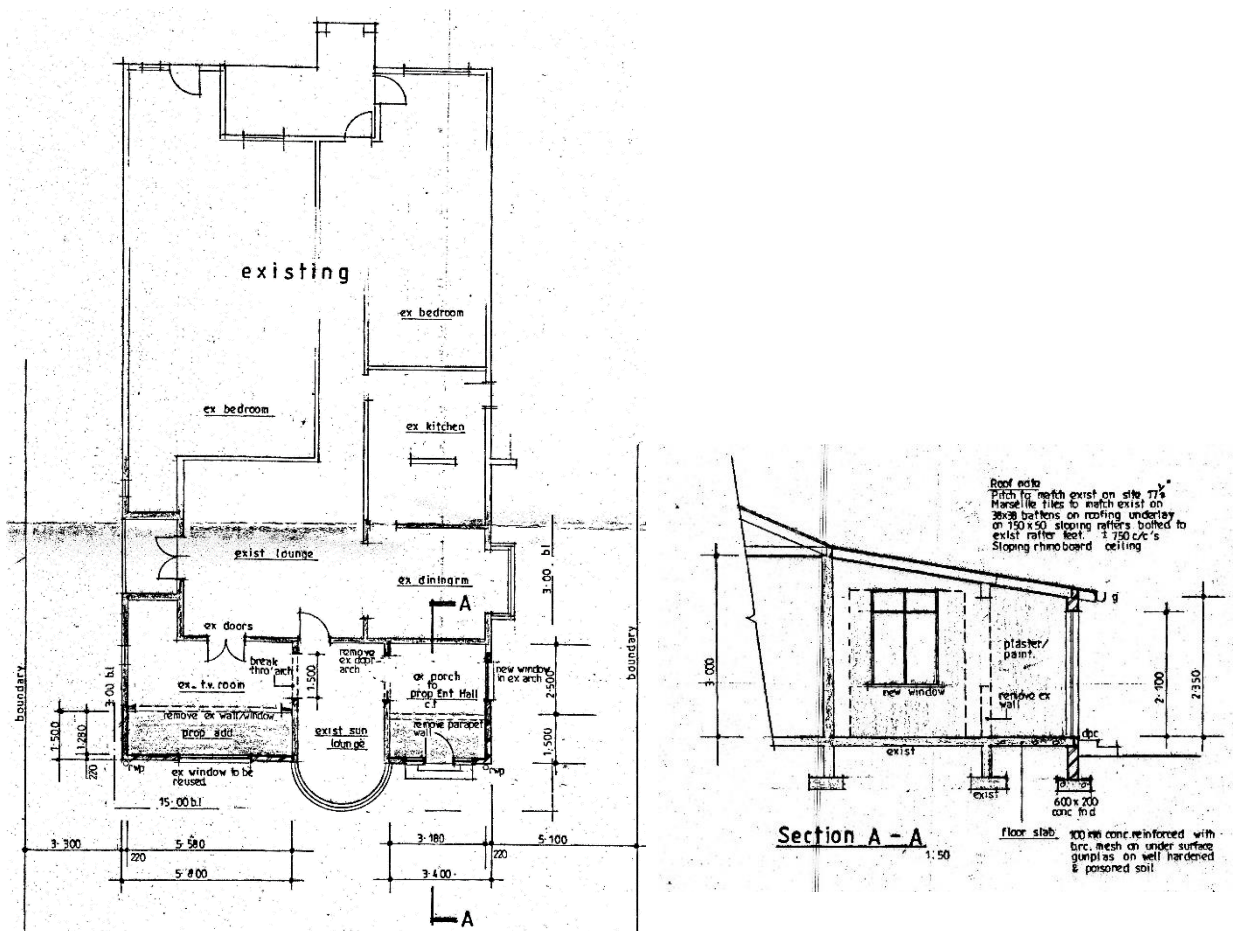 existing
ex bedroom
ex bedroom
ex kitchen
exist lounge
ex dining rm
A
3·00 b.l.
boundary
boundary
ex doors
break
thro' arch
remove
ex door
arch
1,500
ex porch
to
prop Ent Hall
c.t
new window
in ex arch
2·500
3·00 b.l
ex. t.v. room
remove ex wall/window
prop add
exist sun
lounge
remove parapet
wall
1·500
1,280
220
1,500
rwp
ex window to be
reused
rwp
15·00 b.l
3·300
5·580
3·180
5·100
220
220
5·800
3·400
A
Roof note
Pitch to match exist on site 17½°
Marseille tiles to match exist on
38x38 battens on roofing underlay
on 150 x 50 sloping rafters bolted to
exist rafter feet. ± 750 c/c's
Sloping rhinoboard ceiling
g
plaster/
paint.
3·000
new window
remove ex
wall
2·100
2·350
dpc
exist
exist
600 x 200
conc fnd
Section A - A
1:50
floor slab
100 mm conc. reinforced with
b.r.c. mesh on under surface
gunplas on well hardened
& poisoned soil